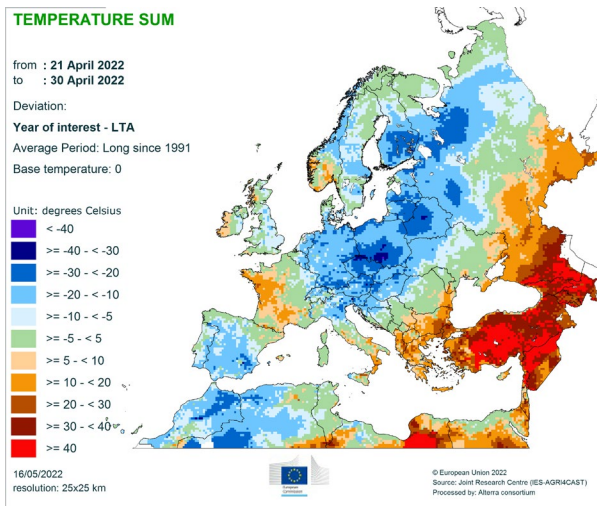 TEMPERATURE SUM
from : 21 April 2022
to : 30 April 2022
Deviation:
Year of interest - LTA
Average Period: Long since 1991
Base temperature: 0
Unit: degrees Celsius
< -40
>= -40 - < -30
>= -30 - < -20
>= -20 - < -10
>= -10 - < -5
>= -5 - < 5
>= 5 - < 10
>= 10 - < 20
>= 20 - < 30
>= 30 - < 40
>= 40
16/05/2022
resolution: 25x25 km
European
Commission
© European Union 2022
Source: Joint Research Centre (IES-AGRI4CAST)
Processed by: Alterra consortium